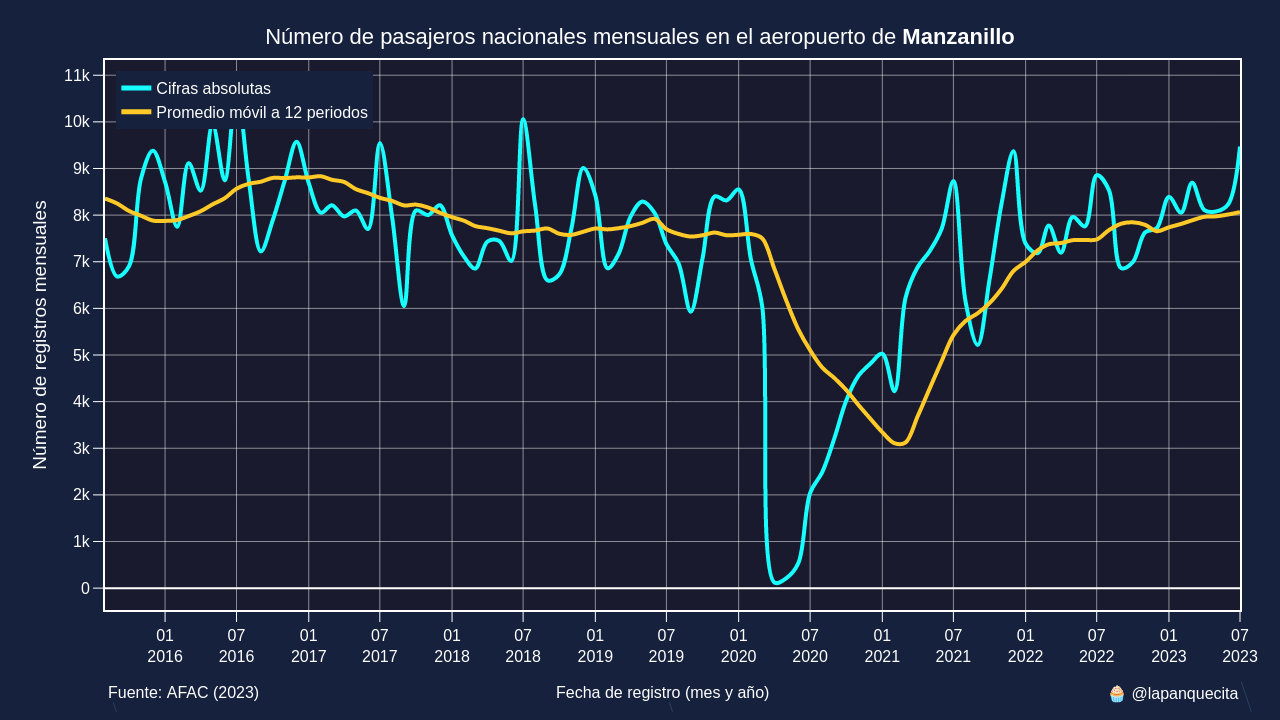 Número de pasajeros nacionales mensuales en el aeropuerto de Manzanillo
Cifras absolutas
Promedio móvil a 12 periodos
Número de registros mensuales
11k
10k
9k
8k
7k
6k
5k
4k
3k
2k
1k
0
01 07 01 07 01 07 01 07 01 07 01 07 01 07 01 07
2016 2016 2017 2017 2018 2018 2019 2019 2020 2020 2021 2021 2022 2022 2023 2023
Fuente: AFAC (2023)
Fecha de registro (mes y año)
🧁 @lapanquecita